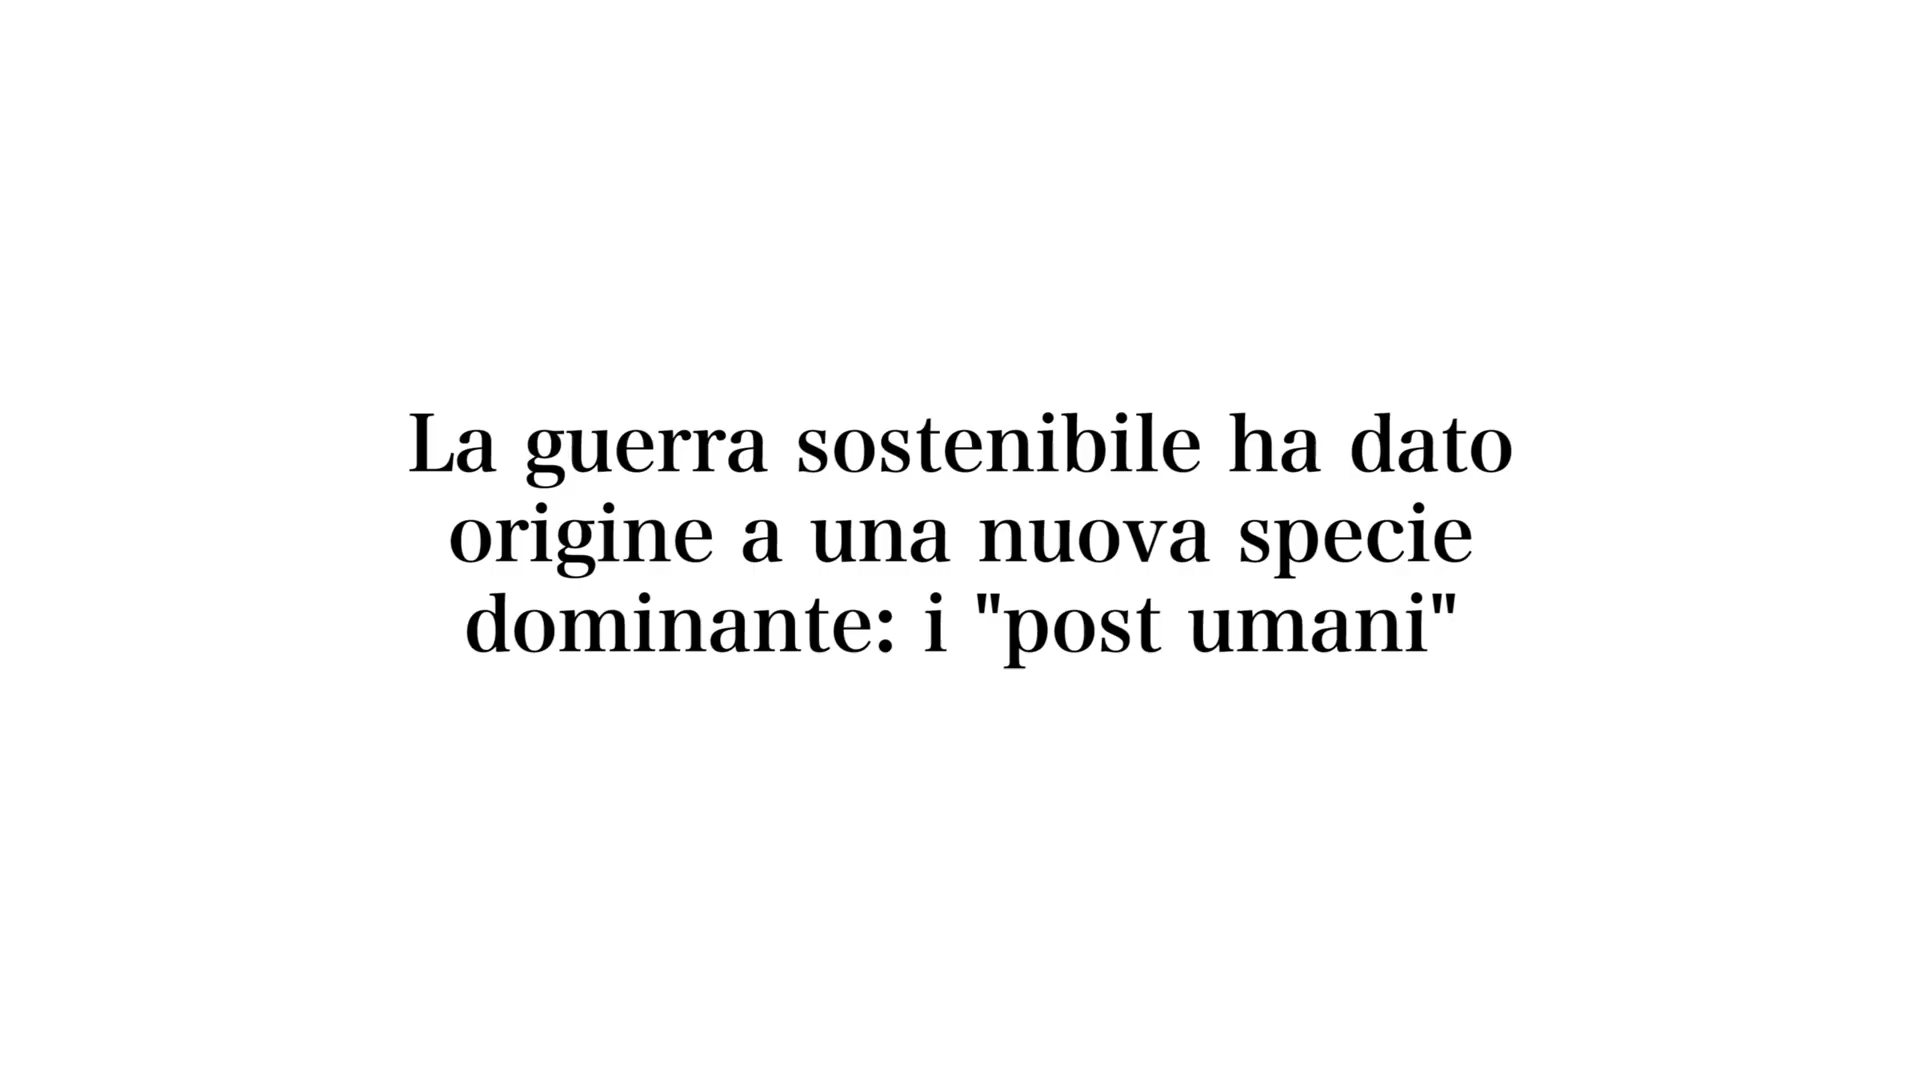 La guerra sostenibile ha dato
origine a una nuova specie
dominante: i "post umani"